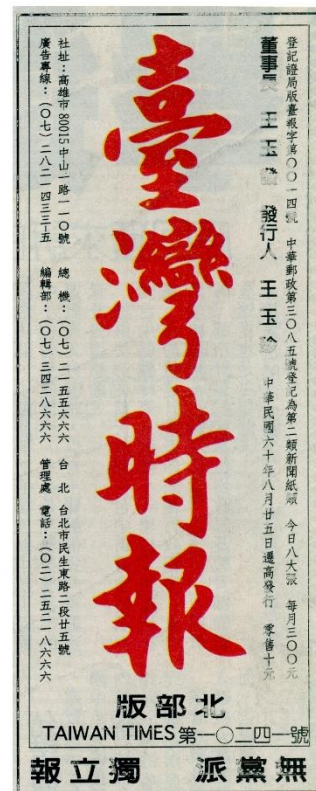 登記證局版臺報字第〇〇一四號 中華郵政第三〇八五號登記為第二類新聞紙類 今日八大張 每月三〇〇元
董事長 王玉發 發行人 王玉珍 中華民國六十年八月廿五日遷高發行 零售十元
臺灣時報
社址：高雄市80015中山一路一一〇號 總機：(〇七)二一五五六六六 台北 台北市民生東路二段廿五號
廣告專線：(〇七)二八二一四三三—五 編輯部：(〇七)三四二八六六六 管理處 電話：(〇二)二五二一八六六六
北部版
TAIWAN TIMES 第一〇二四一號
無黨派 獨立報